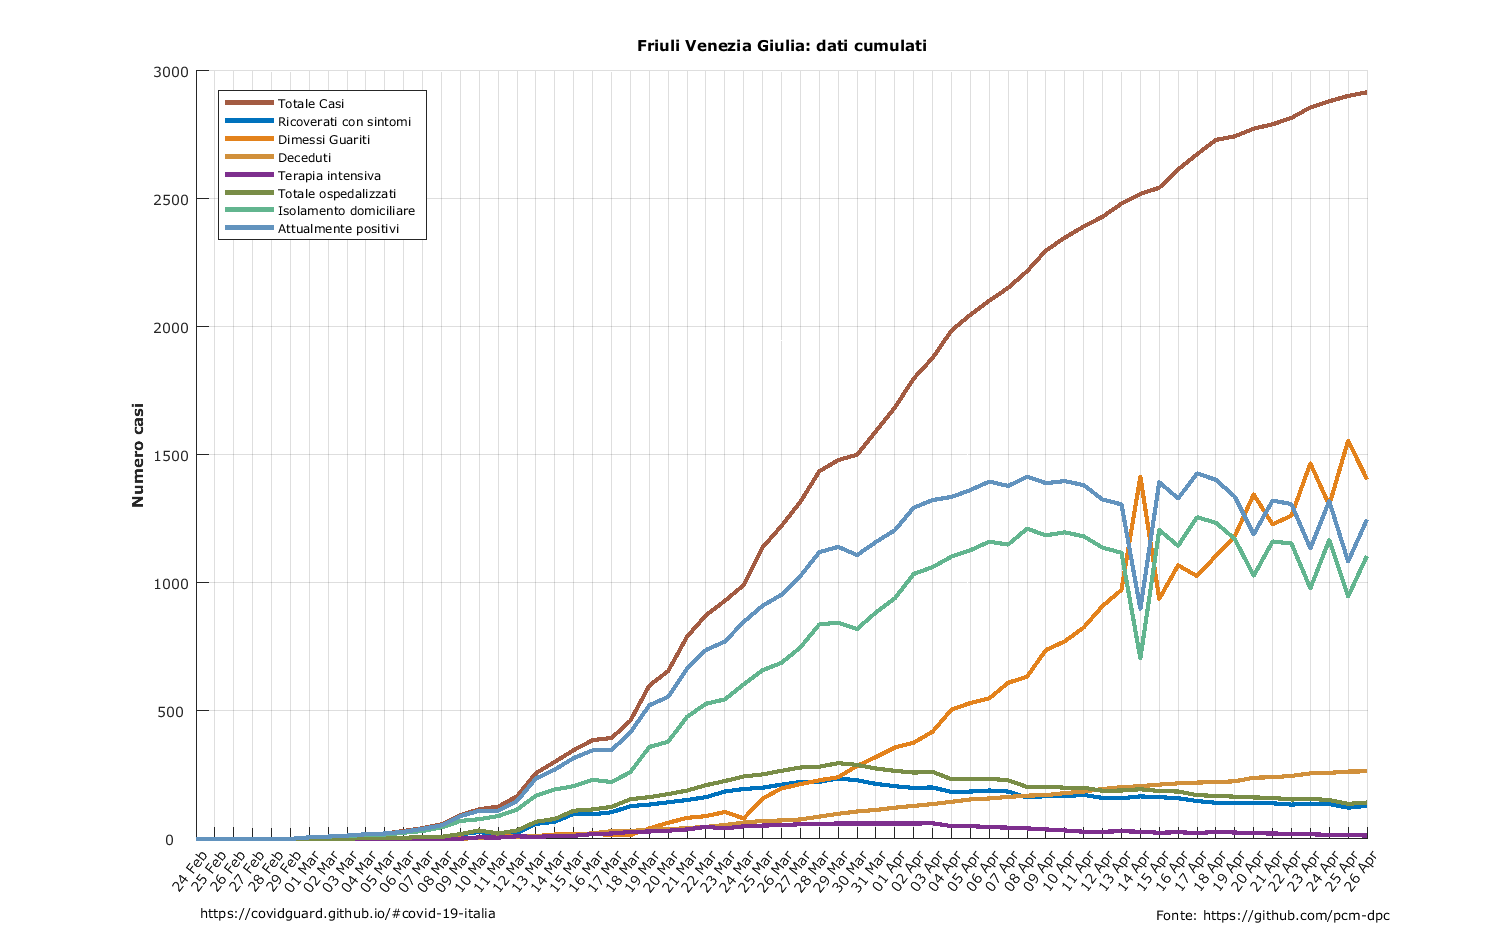 Friuli Venezia Giulia: dati cumulati
3000
2500
2000
1500
1000
500
0
Numero casi
Totale Casi
Ricoverati con sintomi
Dimessi Guariti
Deceduti
Terapia intensiva
Totale ospedalizzati
Isolamento domiciliare
Attualmente positivi
24 Feb
25 Feb
26 Feb
27 Feb
28 Feb
29 Feb
01 Mar
02 Mar
03 Mar
04 Mar
05 Mar
06 Mar
07 Mar
08 Mar
09 Mar
10 Mar
11 Mar
12 Mar
13 Mar
14 Mar
15 Mar
16 Mar
17 Mar
18 Mar
19 Mar
20 Mar
21 Mar
22 Mar
23 Mar
24 Mar
25 Mar
26 Mar
27 Mar
28 Mar
29 Mar
30 Mar
31 Mar
01 Apr
02 Apr
03 Apr
04 Apr
05 Apr
06 Apr
07 Apr
08 Apr
09 Apr
10 Apr
11 Apr
12 Apr
13 Apr
14 Apr
15 Apr
16 Apr
17 Apr
18 Apr
19 Apr
20 Apr
21 Apr
22 Apr
23 Apr
24 Apr
25 Apr
26 Apr
https://covidguard.github.io/#covid-19-italia
Fonte: https://github.com/pcm-dpc